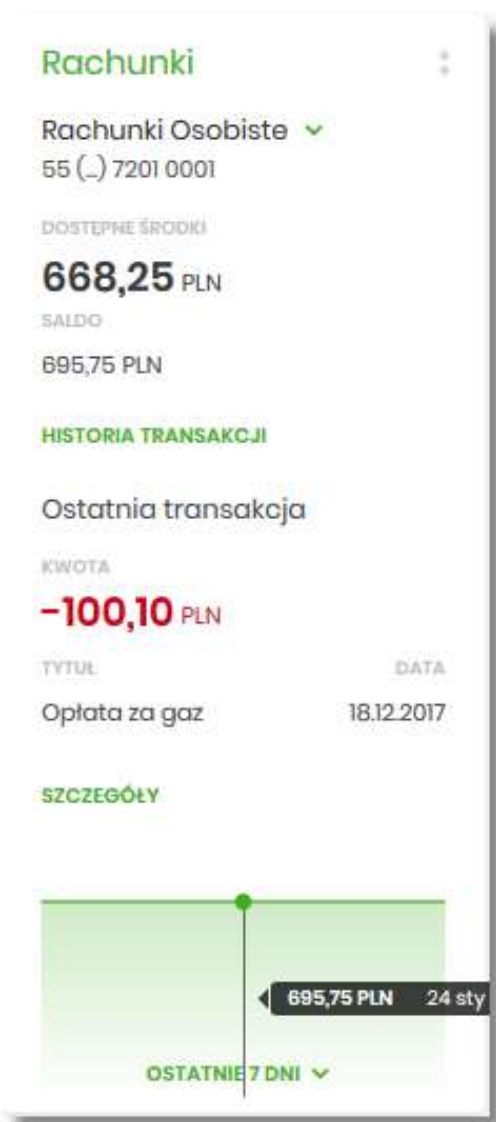 Rachunki
Rachunki Osobiste
55 (...) 7201 0001
DOSTĘPNE ŚRODKI
668,25 PLN
SALDO
695,75 PLN
HISTORIA TRANSAKCJI
Ostatnia transakcja
KWOTA
-100,10 PLN
TYTUŁ DATA
Opłata za gaz 18.12.2017
SZCZEGÓŁY
695,75 PLN 24 sty
OSTATNIE 7 DNI